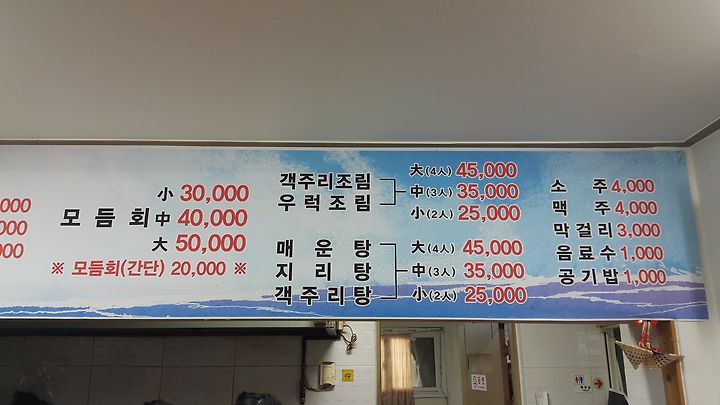 000
000
000
小 30,000
모듬회 中 40,000
大 50,000
※ 모듬회(간단) 20,000 ※
객주리조림
우럭조림
大(4人) 45,000
中(3人) 35,000
小(2人) 25,000
매운탕
지리탕
객주리탕
大(4人) 45,000
中(3人) 35,000
小(2人) 25,000
소주 4,000
맥주 4,000
막걸리 3,000
음료수 1,000
공기밥 1,000